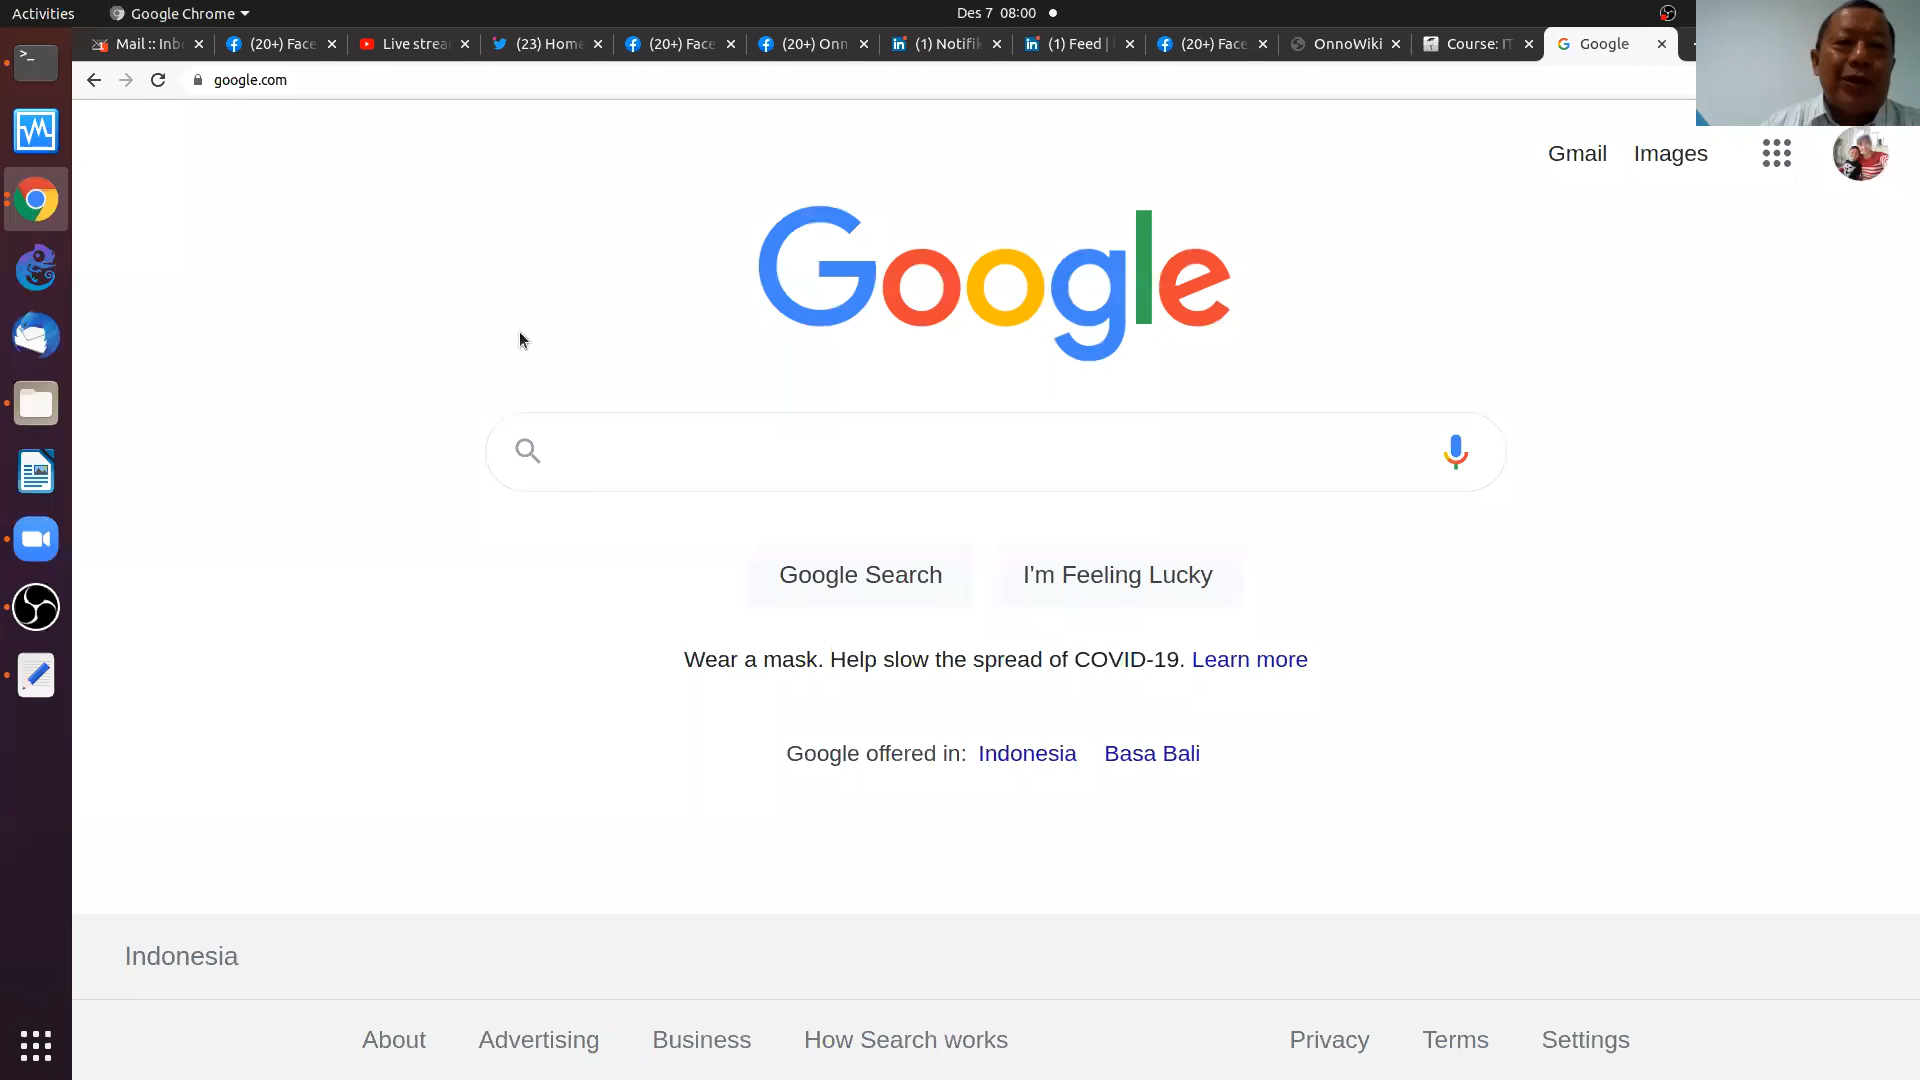 Activities Google Chrome Des 7 08:00
Mail :: Inb (20+) Face Live strea (23) Home (20+) Face (20+) Onn (1) Notifik (1) Feed | (20+) Face OnnoWiki Course: IT Google
google.com
Gmail Images
Google
Google Search I'm Feeling Lucky
Wear a mask. Help slow the spread of COVID-19. Learn more
Google offered in: Indonesia Basa Bali
Indonesia
About Advertising Business How Search works Privacy Terms Settings